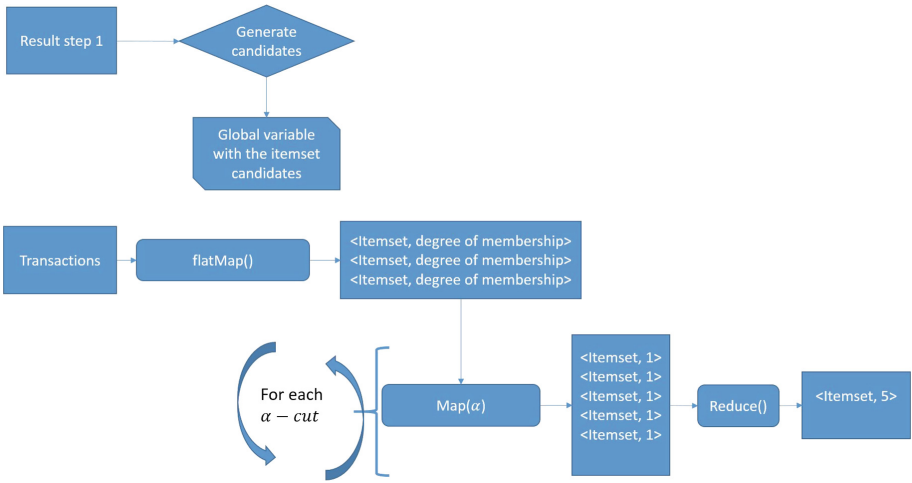 Result step 1
Generate
candidates
Global variable
with the itemset
candidates
Transactions
flatMap()
<Itemset, degree of membership>
<Itemset, degree of membership>
<Itemset, degree of membership>
For each
α − cut
Map(α)
<Itemset, 1>
<Itemset, 1>
<Itemset, 1>
<Itemset, 1>
<Itemset, 1>
Reduce()
<Itemset, 5>